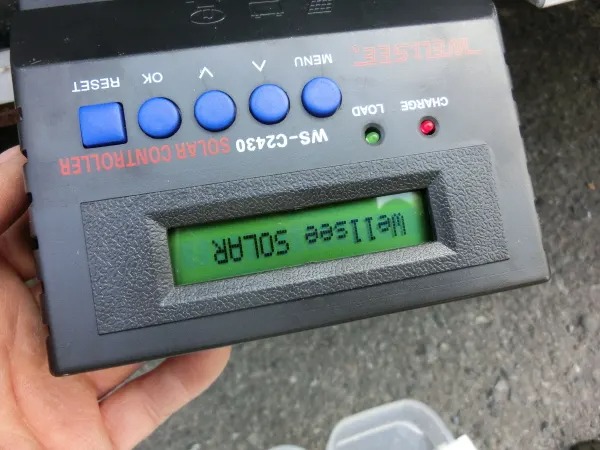 Wellsee SOLAR
WS-C2430 SOLAR CONTROLLER
CHARGE
LOAD
MENU
OK
RESET
WELLSEE